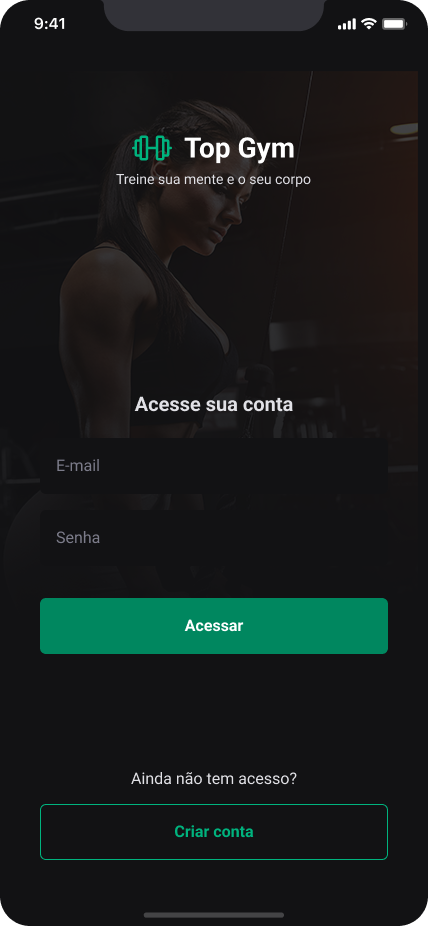 9:41
Top Gym
Treine sua mente e o seu corpo
Acesse sua conta
E-mail
Senha
Acessar
Ainda não tem acesso?
Criar conta